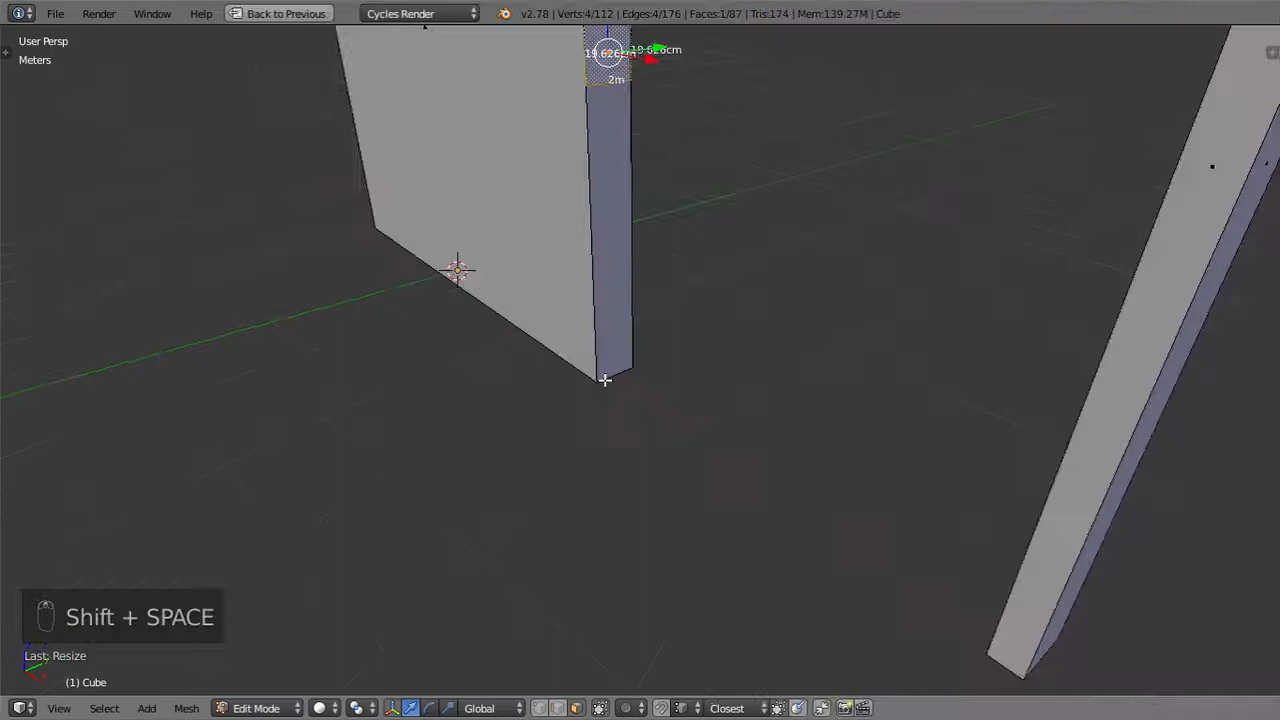 File Render Window Help Back to Previous Cycles Render v2.78 | Verts:4/112 | Edges:4/176 | Faces:1/87 | Tris:174 | Mem:139.27M | Cube
User Persp
Meters
19.626cm
2m
Shift + SPACE
Last: Resize
(1) Cube
View Select Add Mesh Edit Mode Global Closest